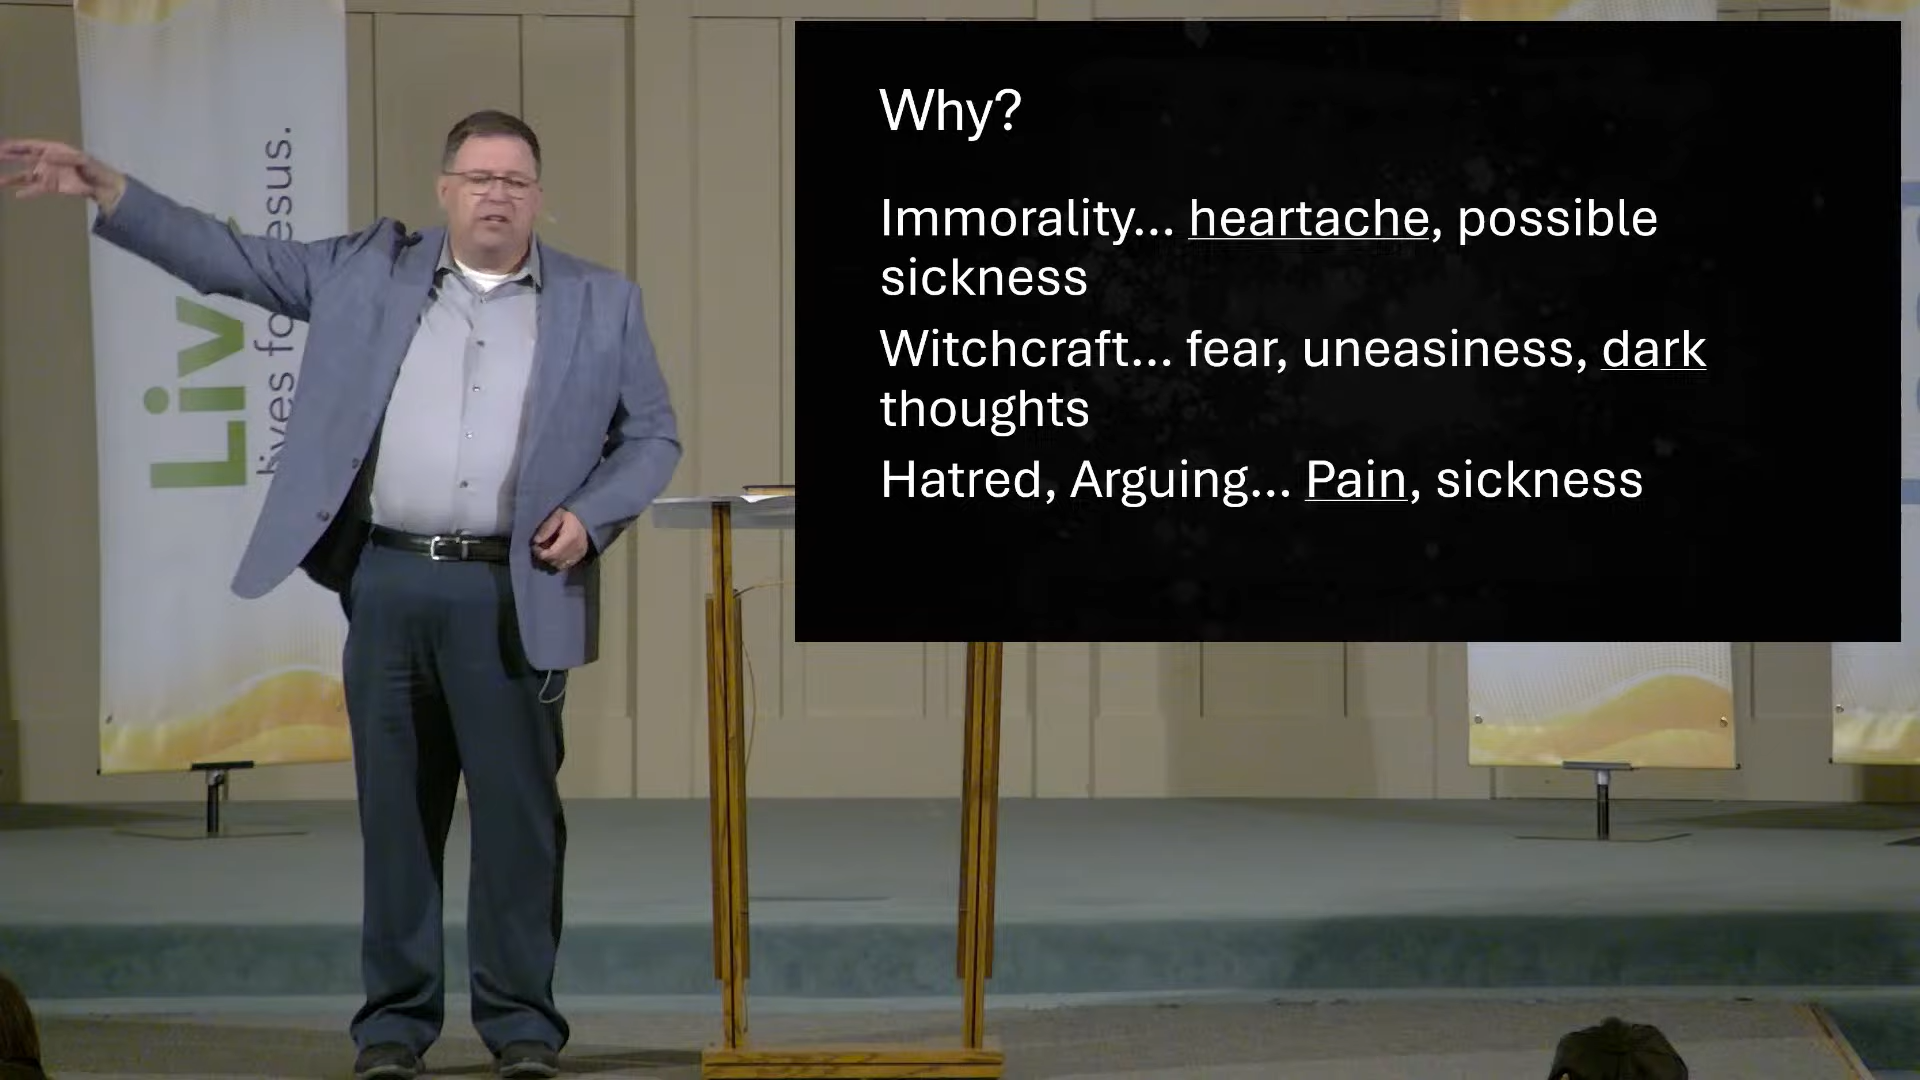 Why?
Immorality... heartache, possible
sickness
Witchcraft... fear, uneasiness, dark
thoughts
Hatred, Arguing... Pain, sickness
Liv
lives fo esus.